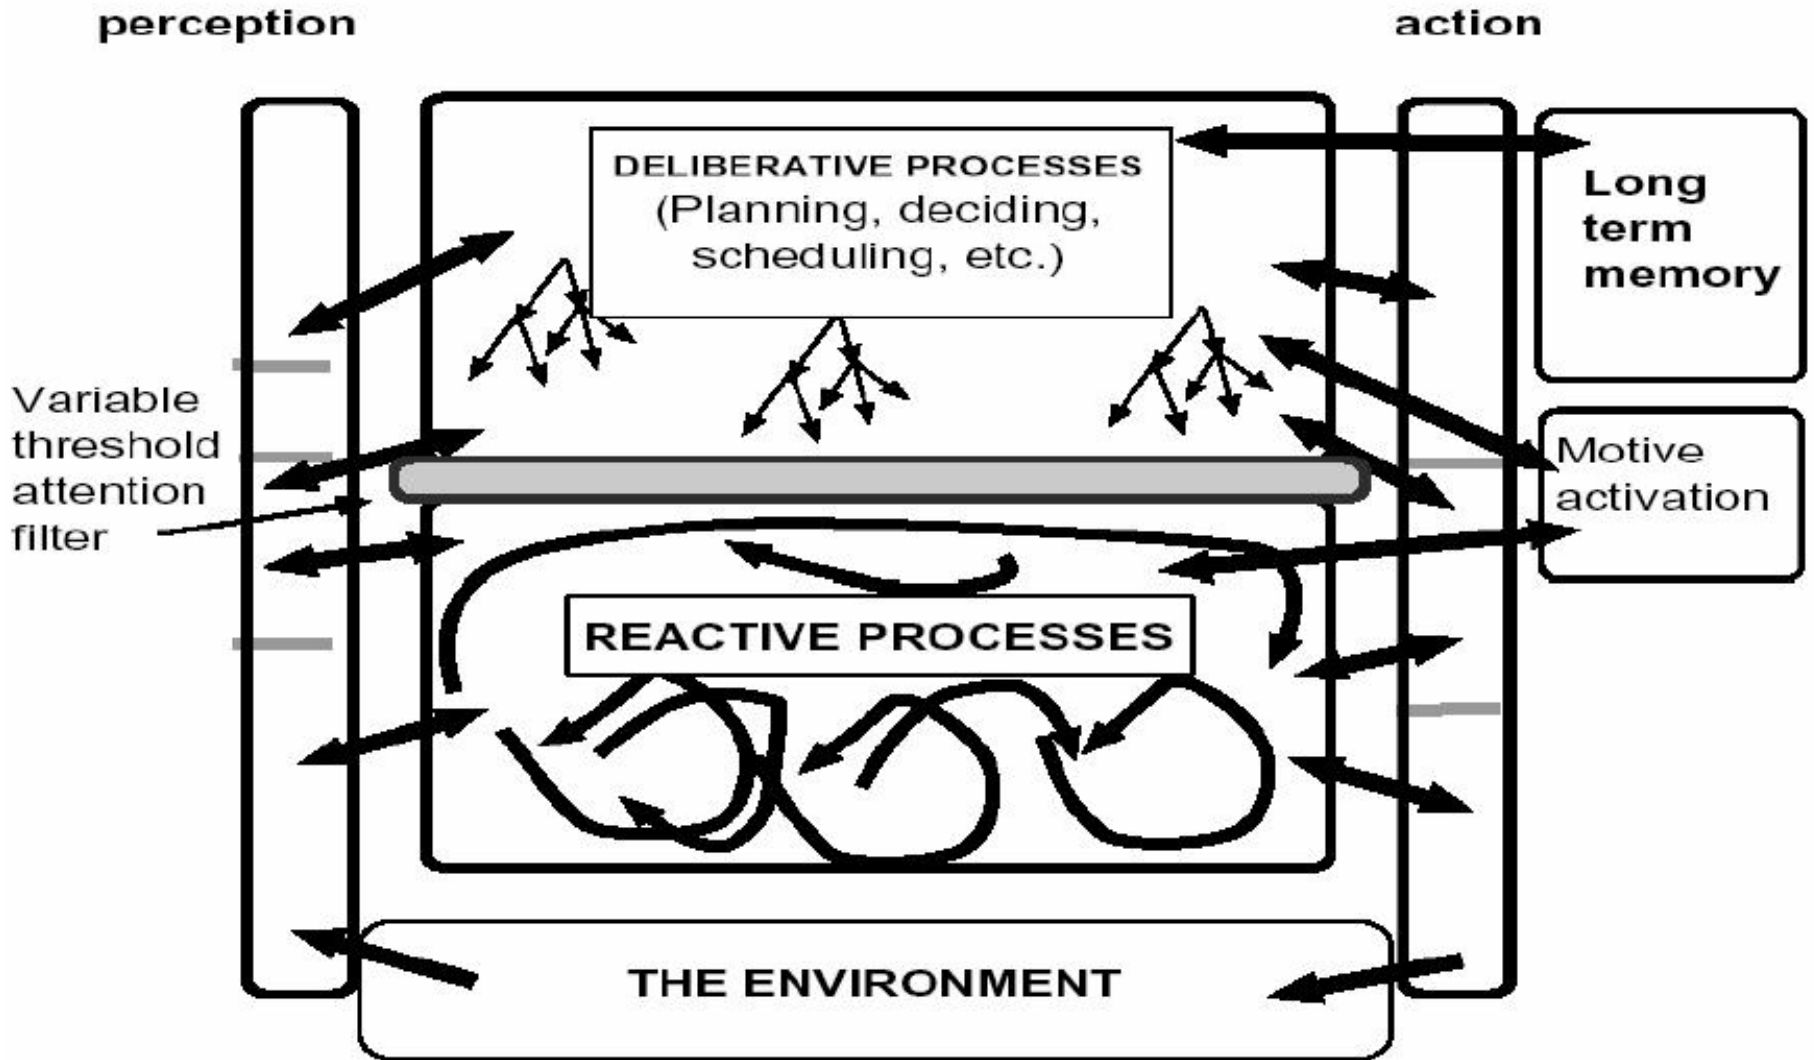 perception
action
DELIBERATIVE PROCESSES
(Planning, deciding,
scheduling, etc.)
Long
term
memory
Variable
threshold
attention
filter
Motive
activation
REACTIVE PROCESSES
THE ENVIRONMENT